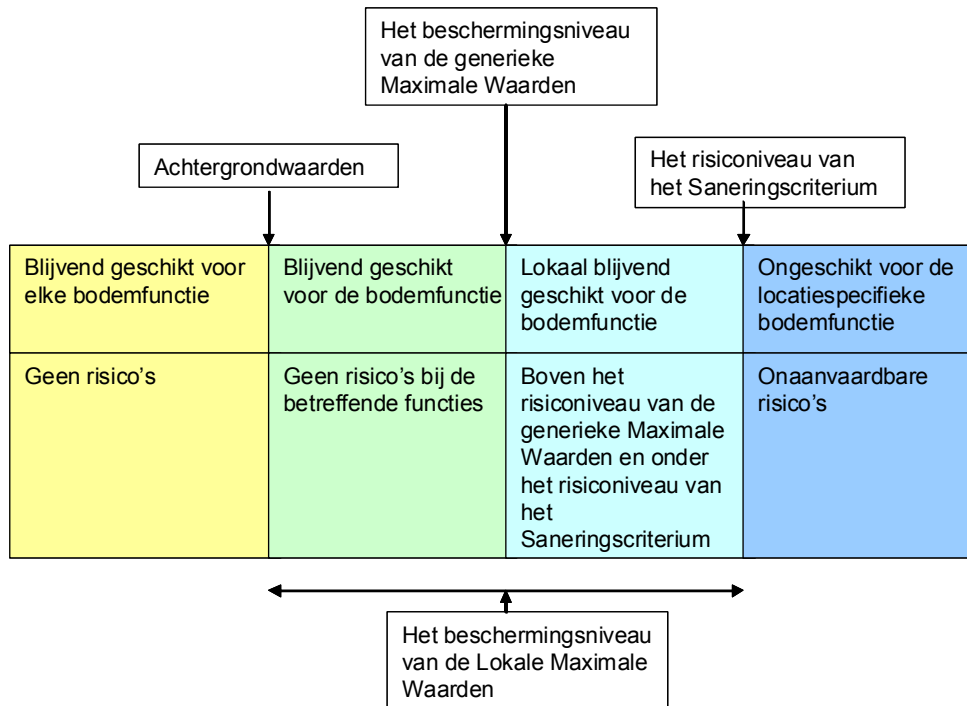 Het beschermingsniveau
van de generieke
Maximale Waarden
Achtergrondwaarden
Het risiconiveau van
het Saneringscriterium
Blijvend geschikt voor
elke bodemfunctie
Blijvend geschikt
voor de bodemfunctie
Lokaal blijvend
geschikt voor de
bodemfunctie
Ongeschikt voor de
locatiespecifieke
bodemfunctie
Geen risico's
Geen risico's bij de
betreffende functies
Boven het
risiconiveau van de
generieke Maximale
Waarden en onder
het risiconiveau van
het
Saneringscriterium
Onaanvaardbare
risico's
Het beschermingsniveau
van de Lokale Maximale
Waarden